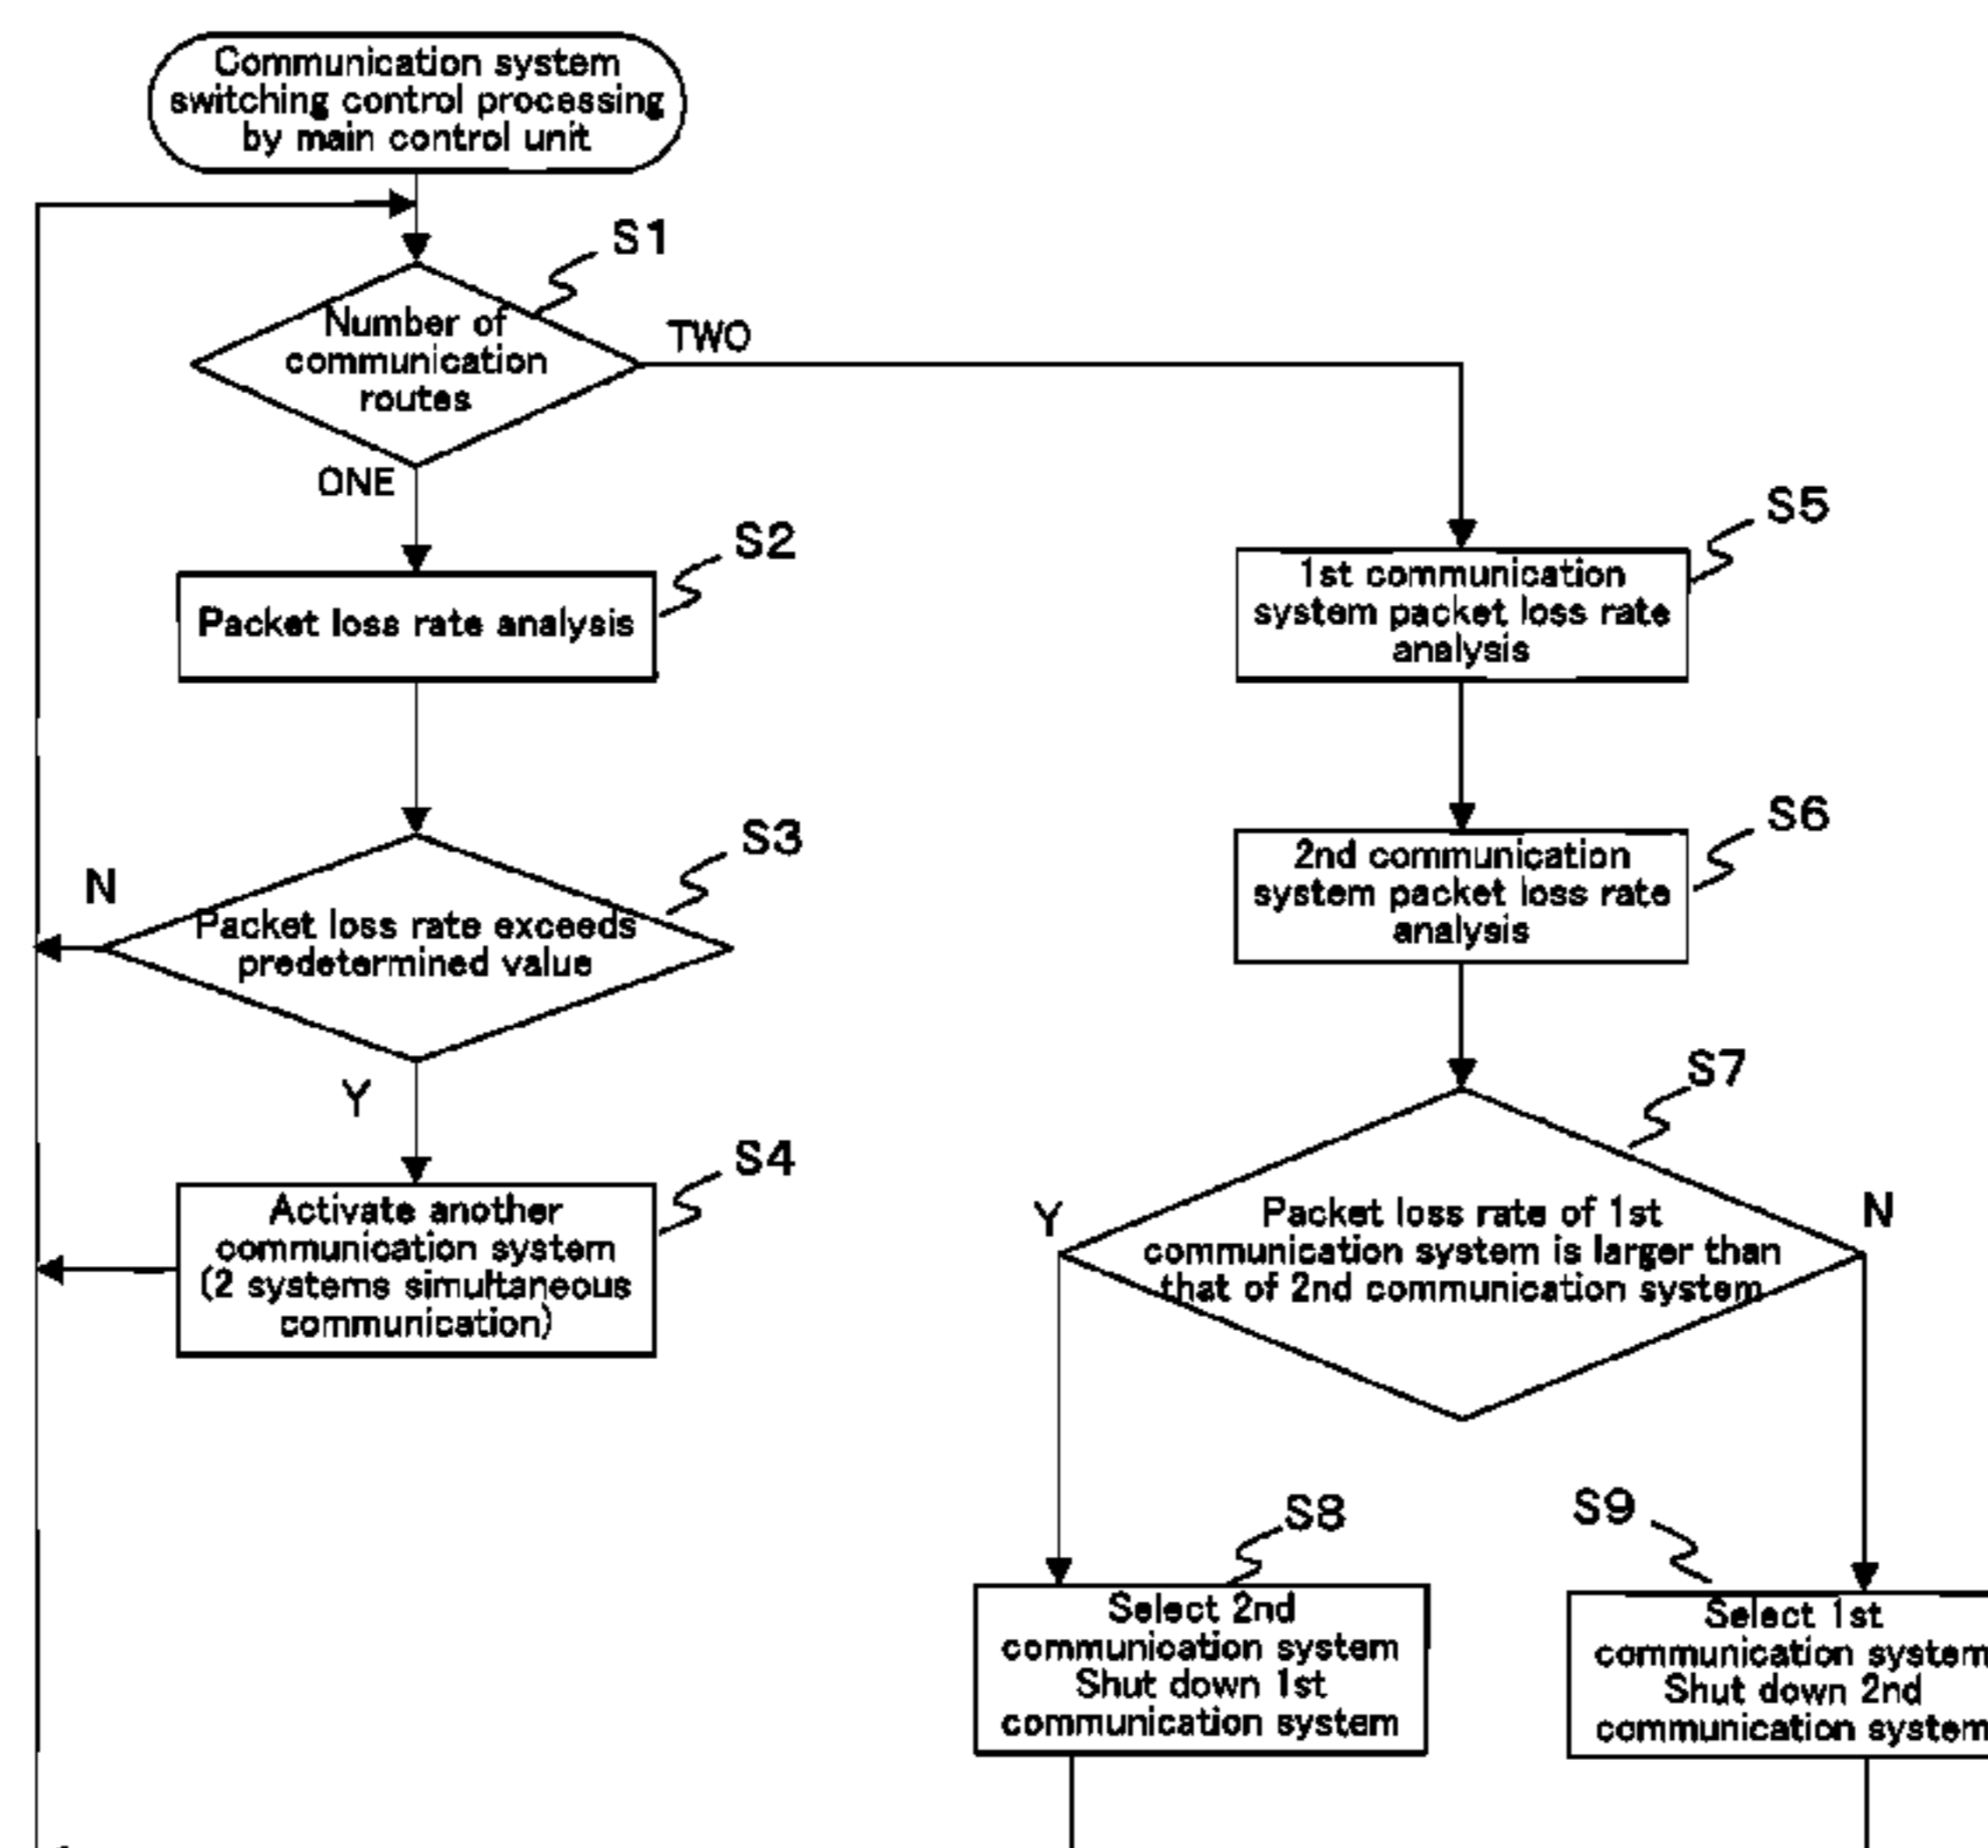 Communication system
switching control processing
by main control unit
S1
Number of
communication
routes
TWO
ONE
S2
Packet loss rate analysis
S3
N
Packet loss rate exceeds
predetermined value
Y
S4
Activate another
communication system
(2 systems simultaneous
communication)
S5
1st communication
system packet loss rate
analysis
S6
2nd communication
system packet loss rate
analysis
S7
Y
N
Packet loss rate of 1st
communication system is larger than
that of 2nd communication system
S8
Select 2nd
communication system
Shut down 1st
communication system
S9
Select 1st
communication system
Shut down 2nd
communication system